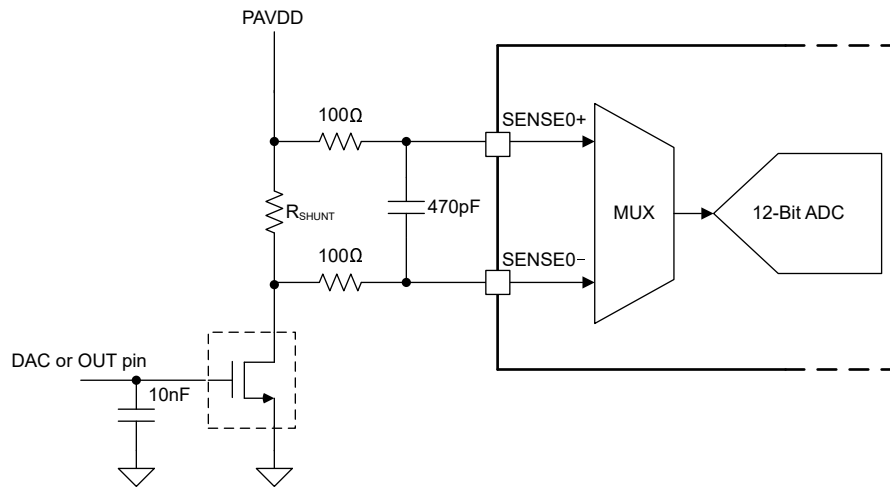 PAVDD
100Ω
SENSE0+
RSHUNT
470pF
MUX
12-Bit ADC
100Ω
SENSE0−
DAC or OUT pin
10nF